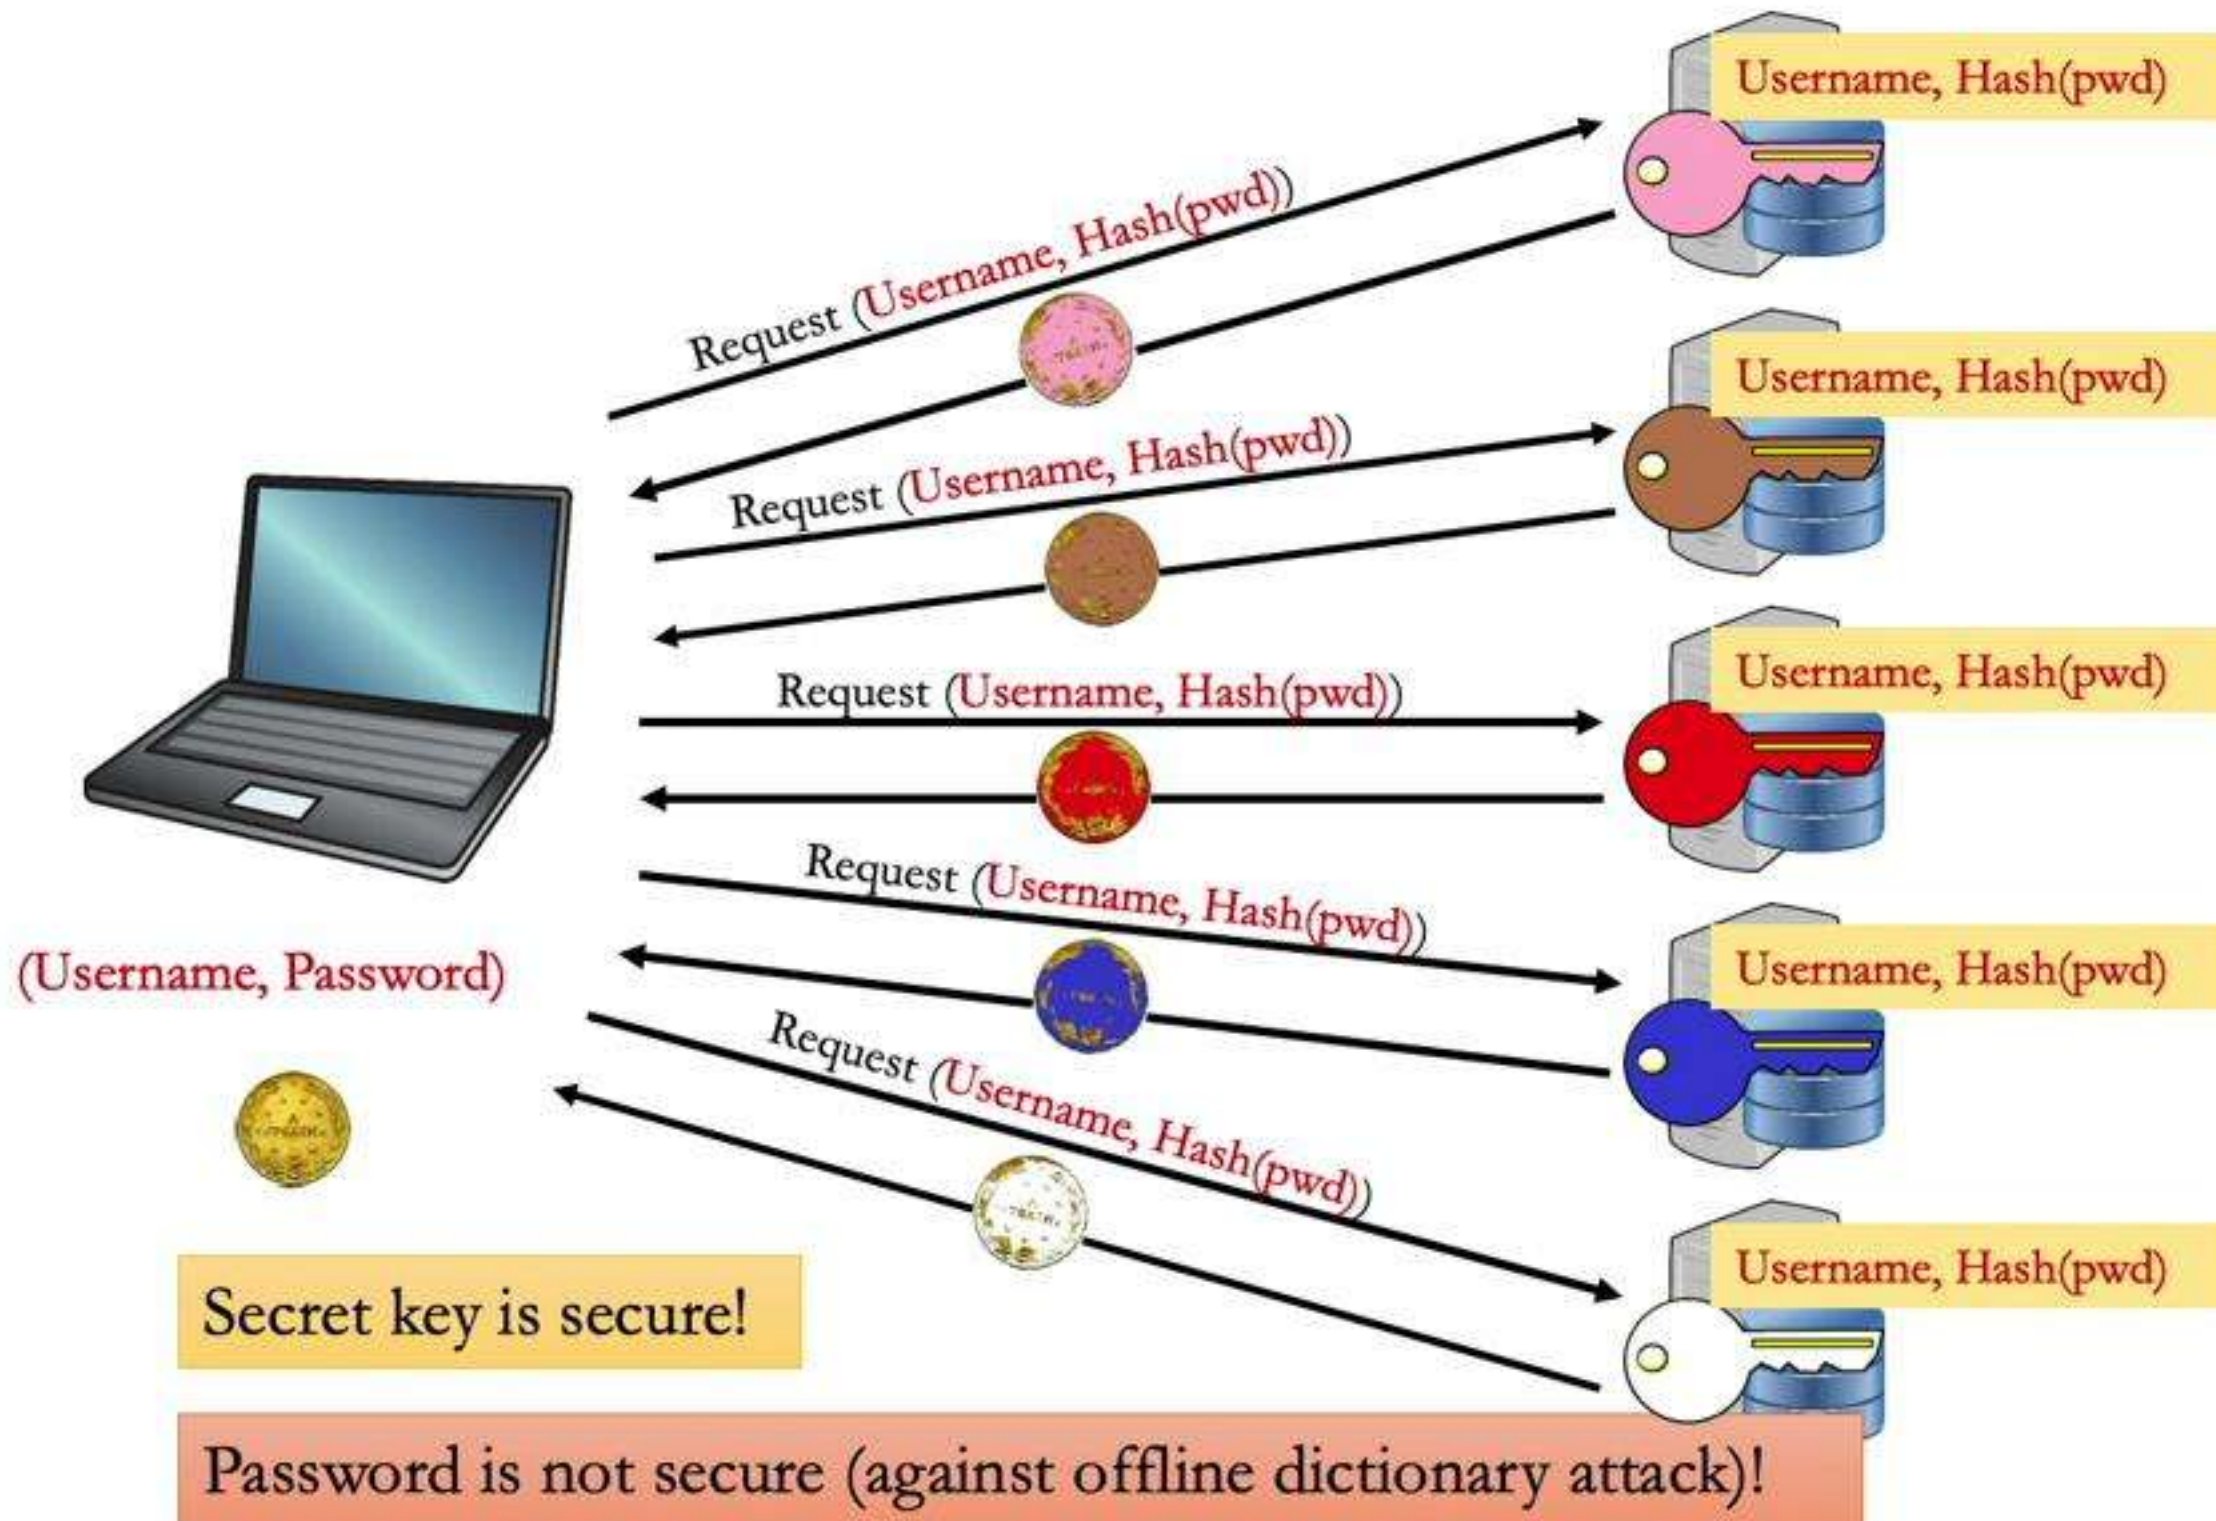 Username, Hash(pwd)
Request (Username, Hash(pwd))
Username, Hash(pwd)
Request (Username, Hash(pwd))
Username, Hash(pwd)
Request (Username, Hash(pwd))
Request (Username, Hash(pwd))
Username, Hash(pwd)
(Username, Password)
Request (Username, Hash(pwd))
Username, Hash(pwd)
Secret key is secure!
Password is not secure (against offline dictionary attack)!